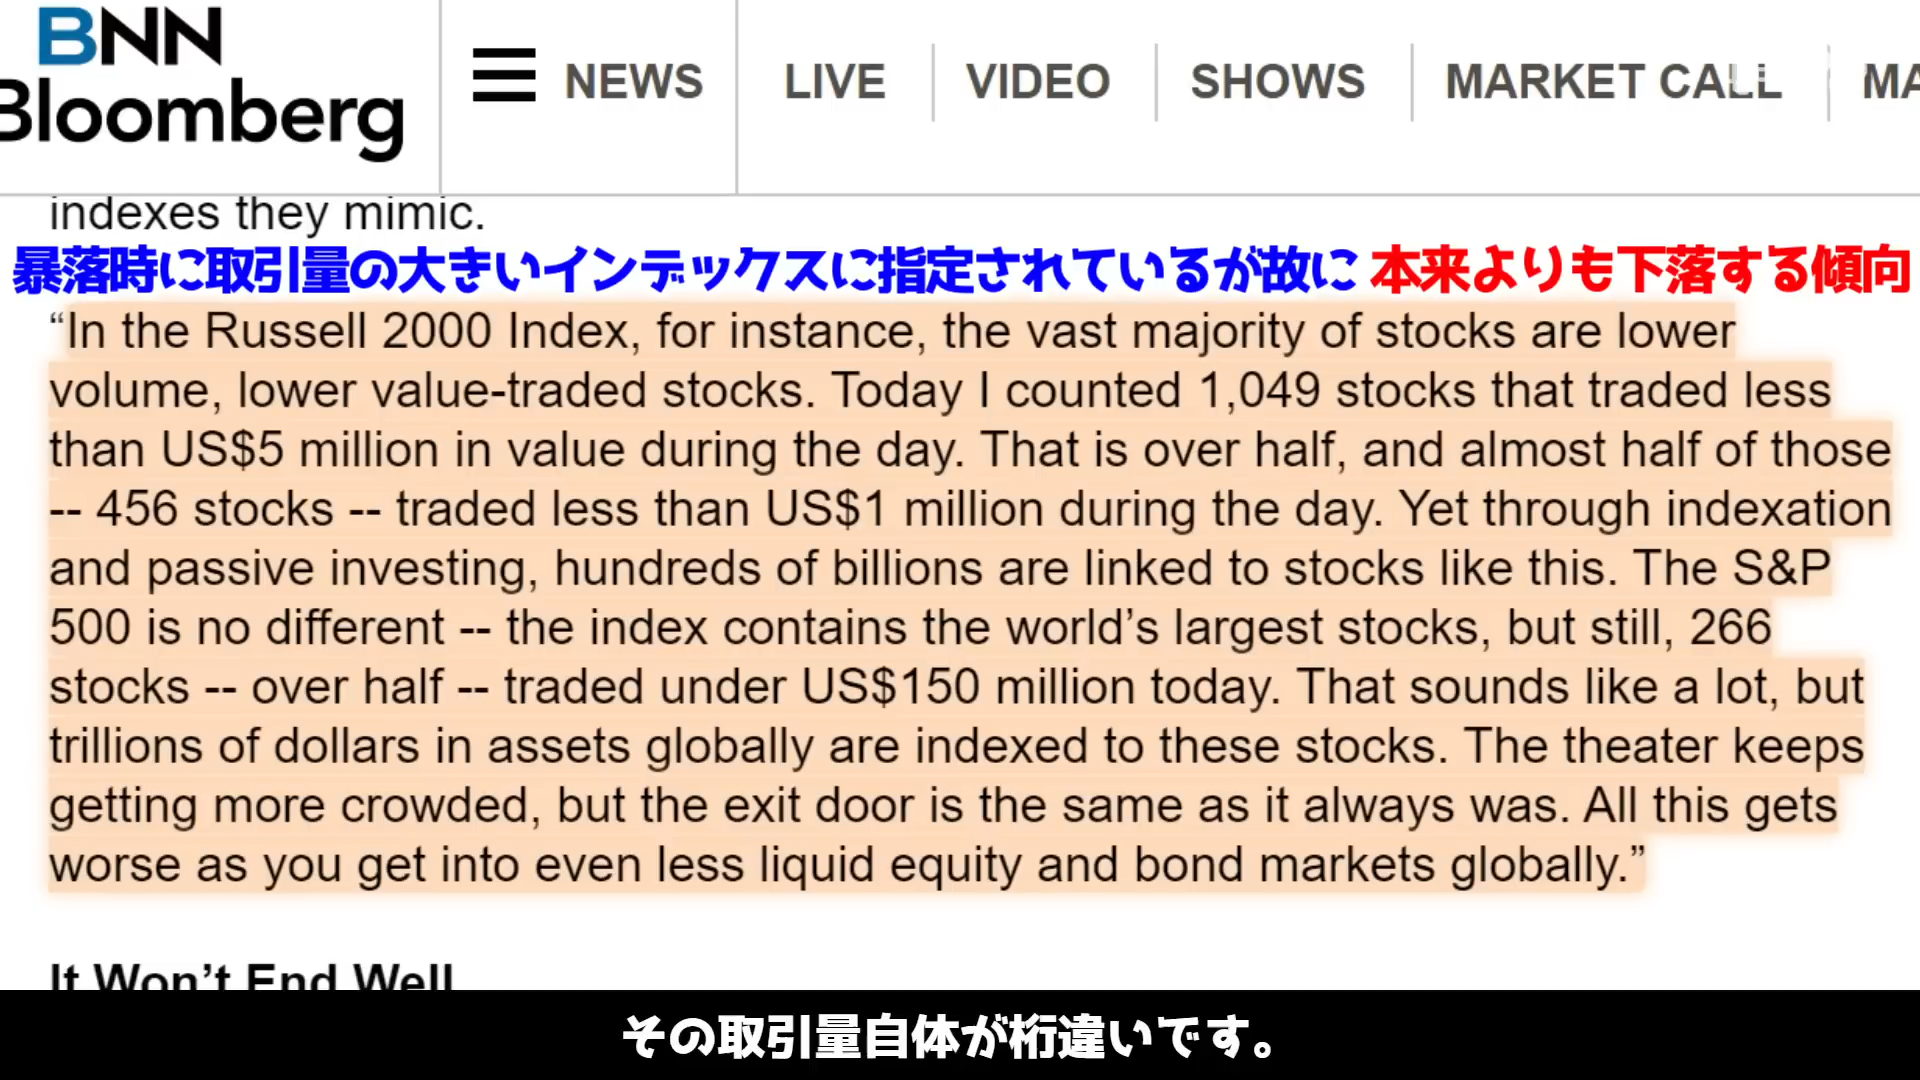 BNN
Bloomberg
NEWS
LIVE
VIDEO
SHOWS
MARKET CALL
MA
indexes they mimic.
暴落時に取引量の大きいインデックスに指定されているが故に 本来よりも下落する傾向
“In the Russell 2000 Index, for instance, the vast majority of stocks are lower
volume, lower value-traded stocks. Today I counted 1,049 stocks that traded less
than US$5 million in value during the day. That is over half, and almost half of those
-- 456 stocks -- traded less than US$1 million during the day. Yet through indexation
and passive investing, hundreds of billions are linked to stocks like this. The S&P
500 is no different -- the index contains the world’s largest stocks, but still, 266
stocks -- over half -- traded under US$150 million today. That sounds like a lot, but
trillions of dollars in assets globally are indexed to these stocks. The theater keeps
getting more crowded, but the exit door is the same as it always was. All this gets
worse as you get into even less liquid equity and bond markets globally.”
It Won’t End Well
その取引量自体が桁違いです。